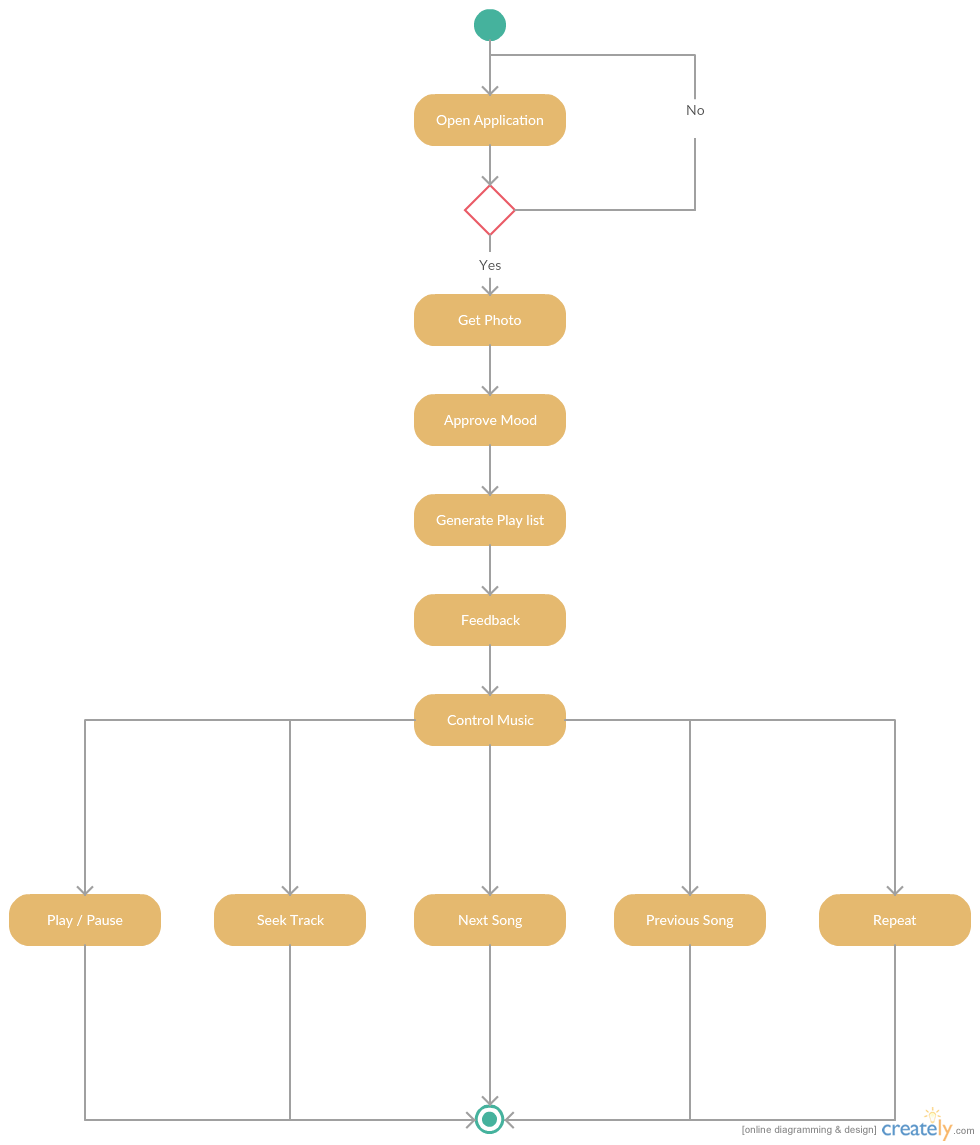 Open Application
No
Yes
Get Photo
Approve Mood
Generate Play list
Feedback
Control Music
Play / Pause
Seek Track
Next Song
Previous Song
Repeat
[online diagramming & design] creately.com